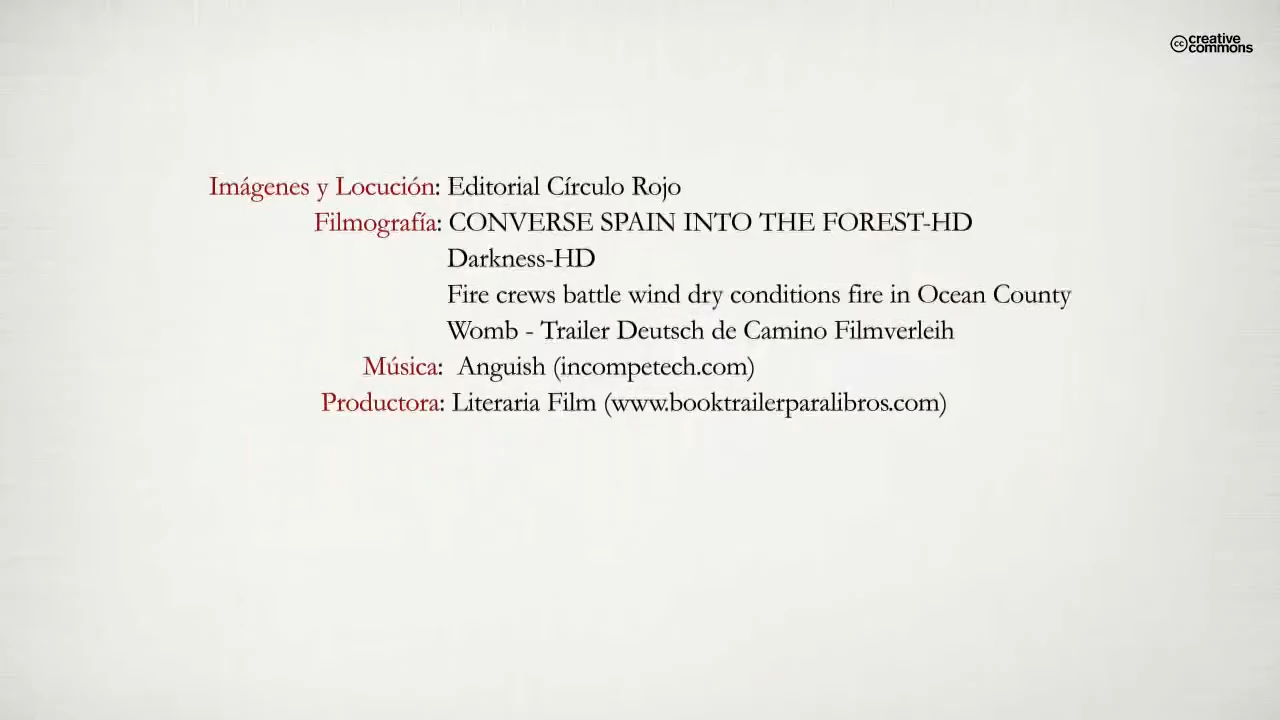 creative
commons
Imágenes y Locución: Editorial Círculo Rojo
Filmografía: CONVERSE SPAIN INTO THE FOREST-HD
Darkness-HD
Fire crews battle wind dry conditions fire in Ocean County
Womb - Trailer Deutsch de Camino Filmverleih
Música: Anguish (incompetech.com)
Productora: Literaria Film (www.booktrailerparalibros.com)